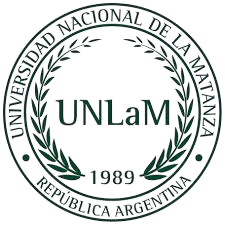 UNIVERSIDAD NACIONAL DE LA MATANZA
UNLaM
1989
REPÚBLICA ARGENTINA